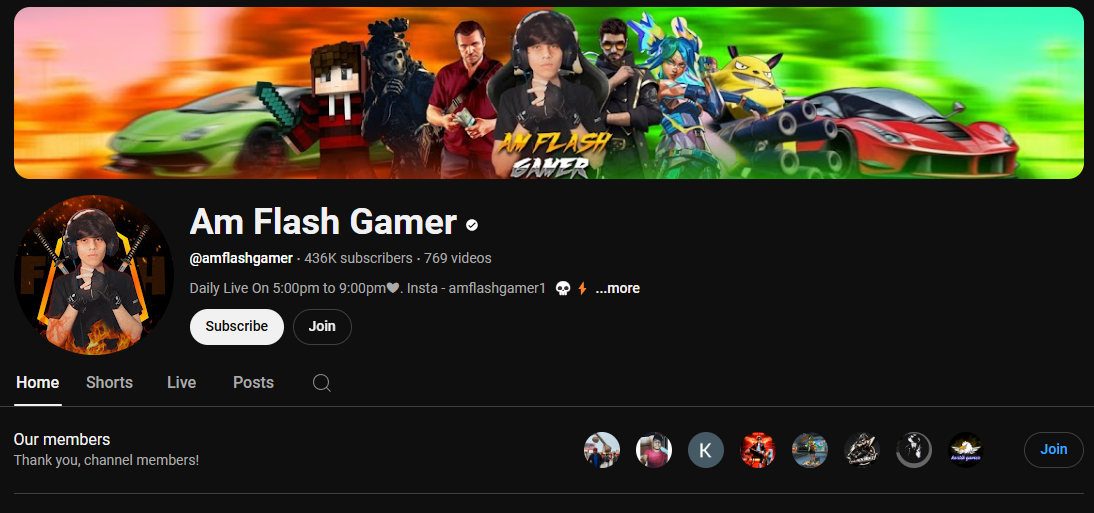 AM FLASH
GAMER
Am Flash Gamer
@amflashgamer · 436K subscribers · 769 videos
Daily Live On 5:00pm to 9:00pm🖤. Insta - amflashgamer1 💀⚡ ...more
Subscribe
Join
Home
Shorts
Live
Posts
Our members
Thank you, channel members!
K
Join